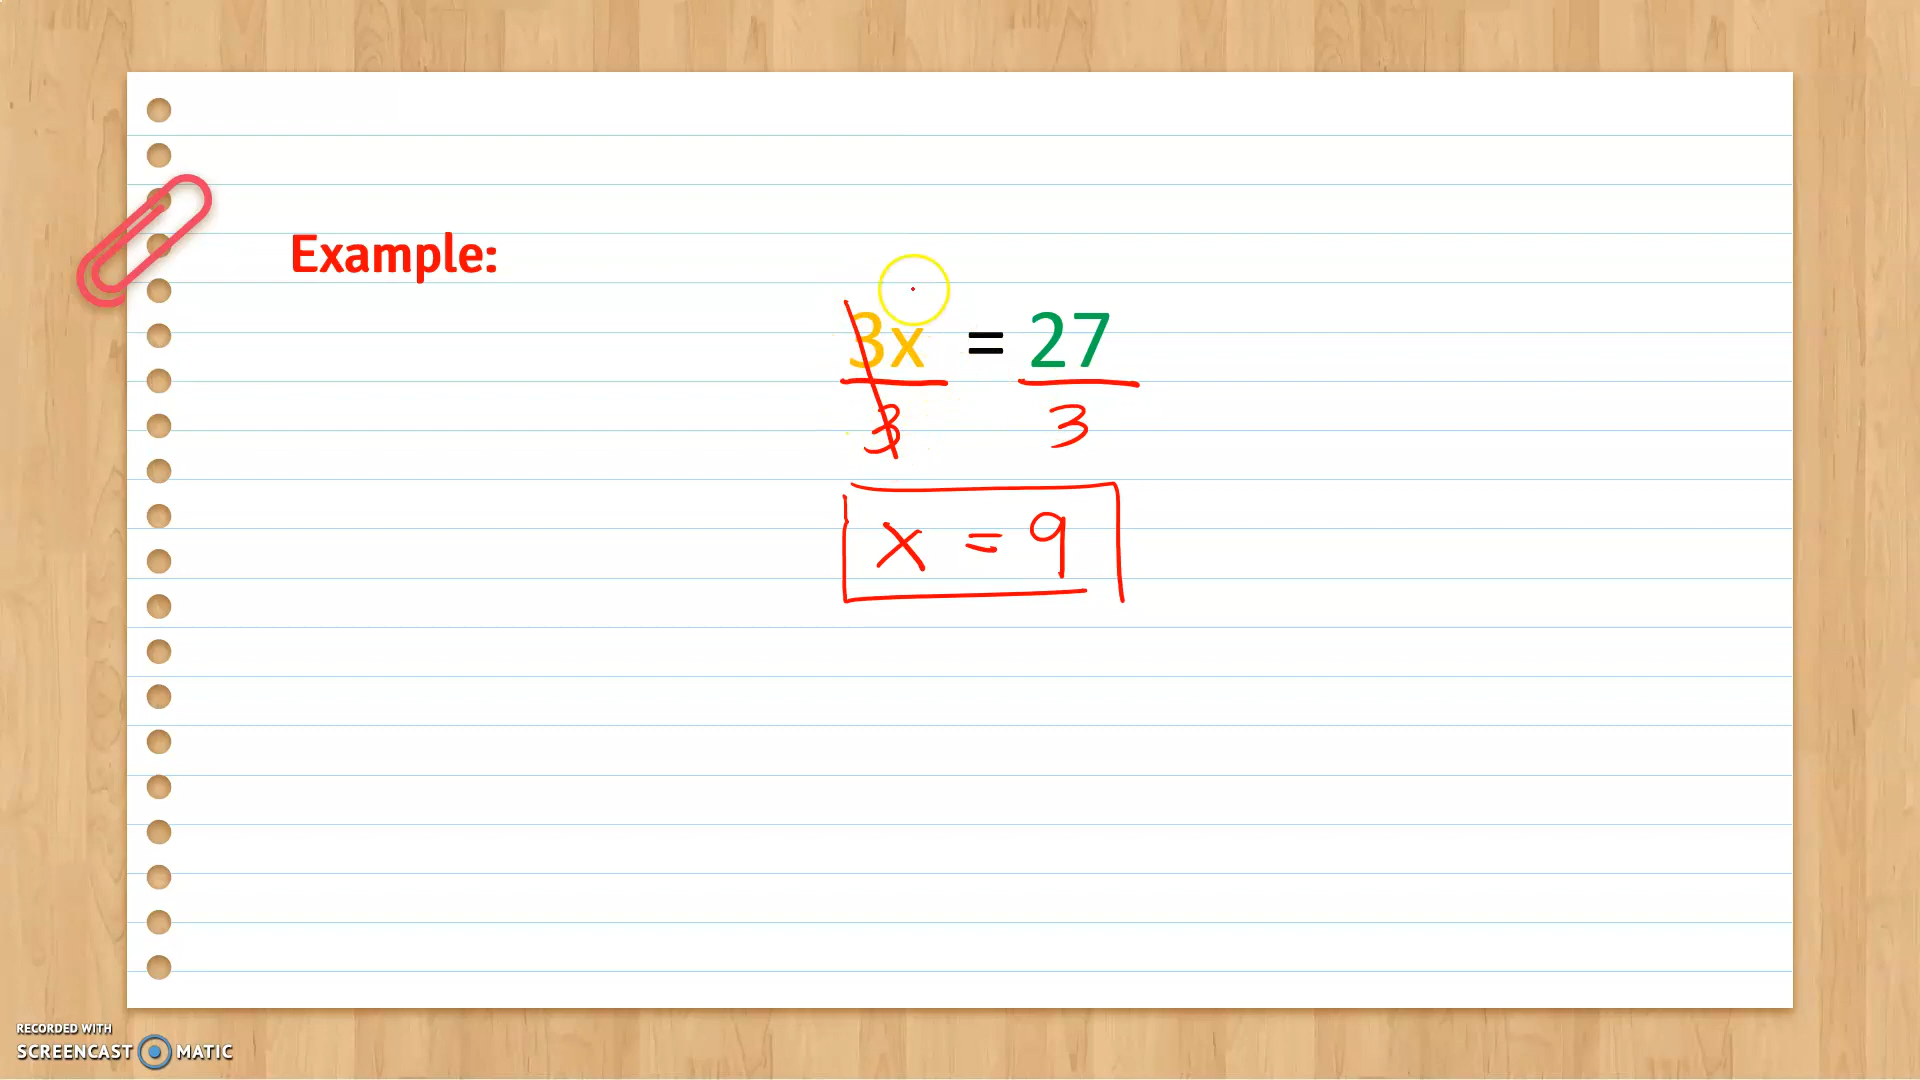 Example:
3x = 27
3 3
x = 9
RECORDED WITH
SCREENCAST MATIC